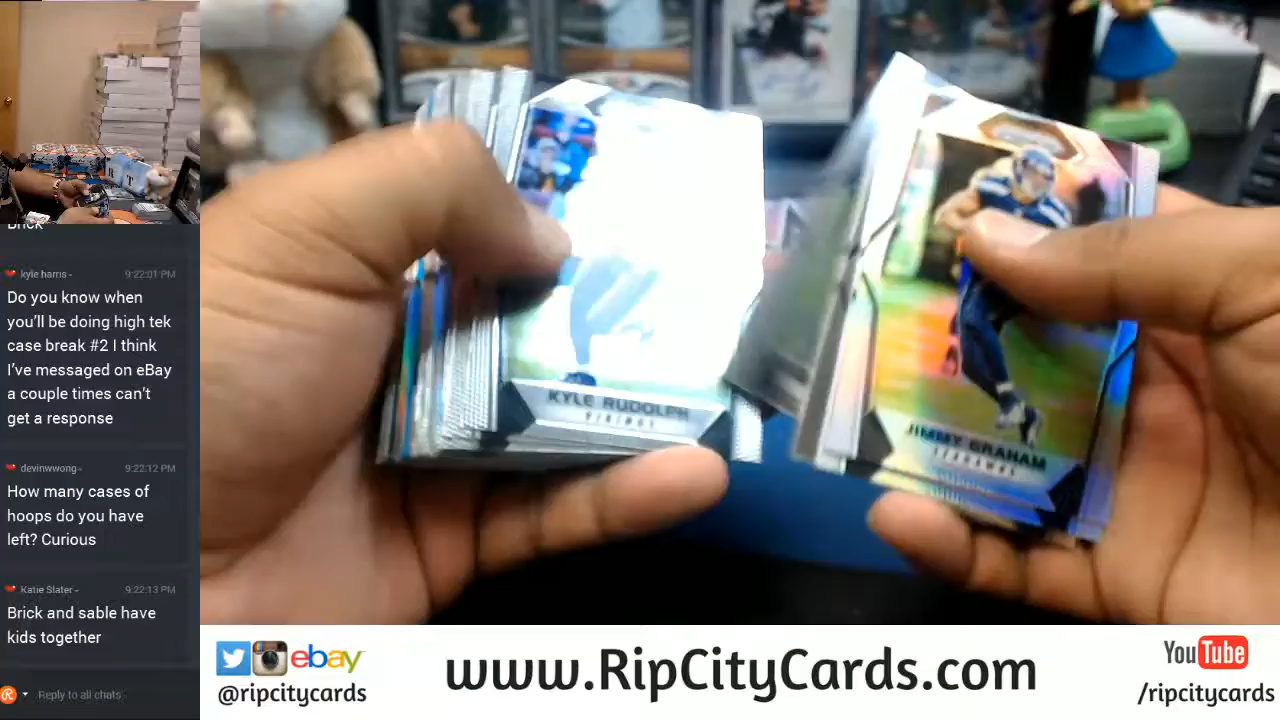 Brick
kyle harris -
9:22:01 PM
Do you know when
you'll be doing high tek
case break #2 I think
I've messaged on eBay
a couple times can't
get a response
devinwwong-
9:22:12 PM
How many cases of
hoops do you have
left? Curious
Katie Slater-
9:22:13 PM
Brick and sable have
kids together
Reply to all chats
KYLE RUDOLPH
VIKINGS
JIMMY GRAHAM
SEAHAWKS
ebay
@ripcitycards
www.RipCityCards.com
YouTube
/ripcitycards